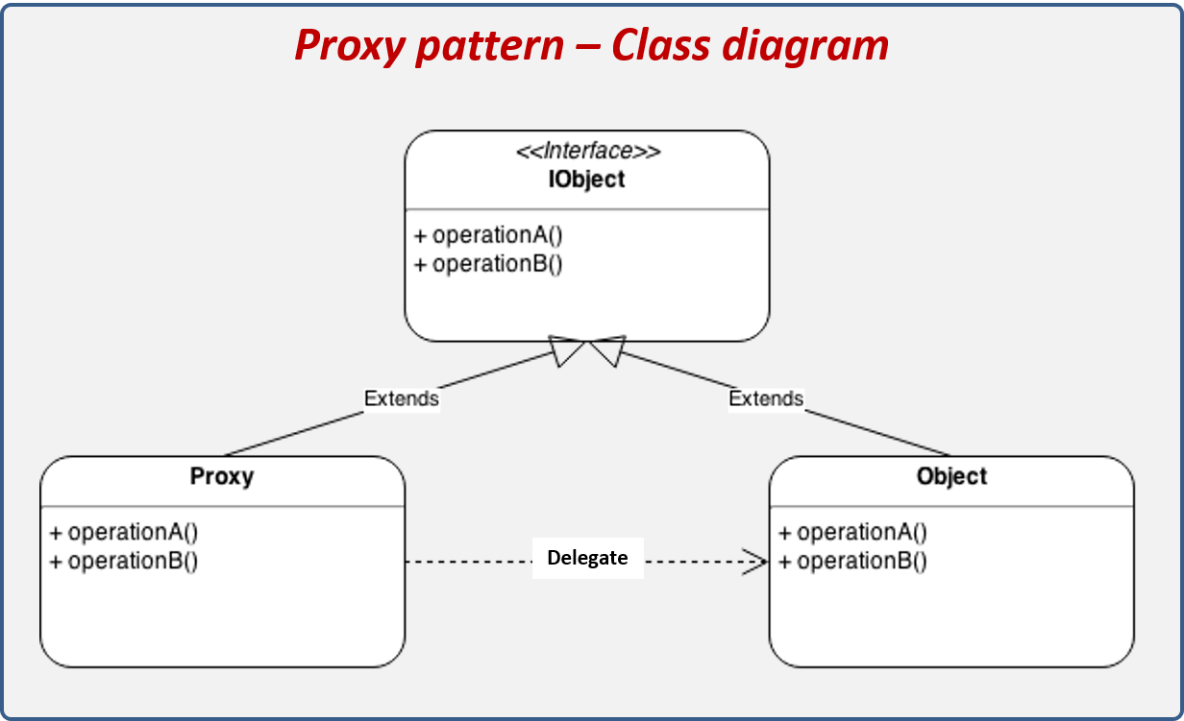 Proxy pattern – Class diagram
<<Interface>>
IObject
+ operationA()
+ operationB()
Extends
Extends
Proxy
+ operationA()
+ operationB()
Delegate
Object
+ operationA()
+ operationB()